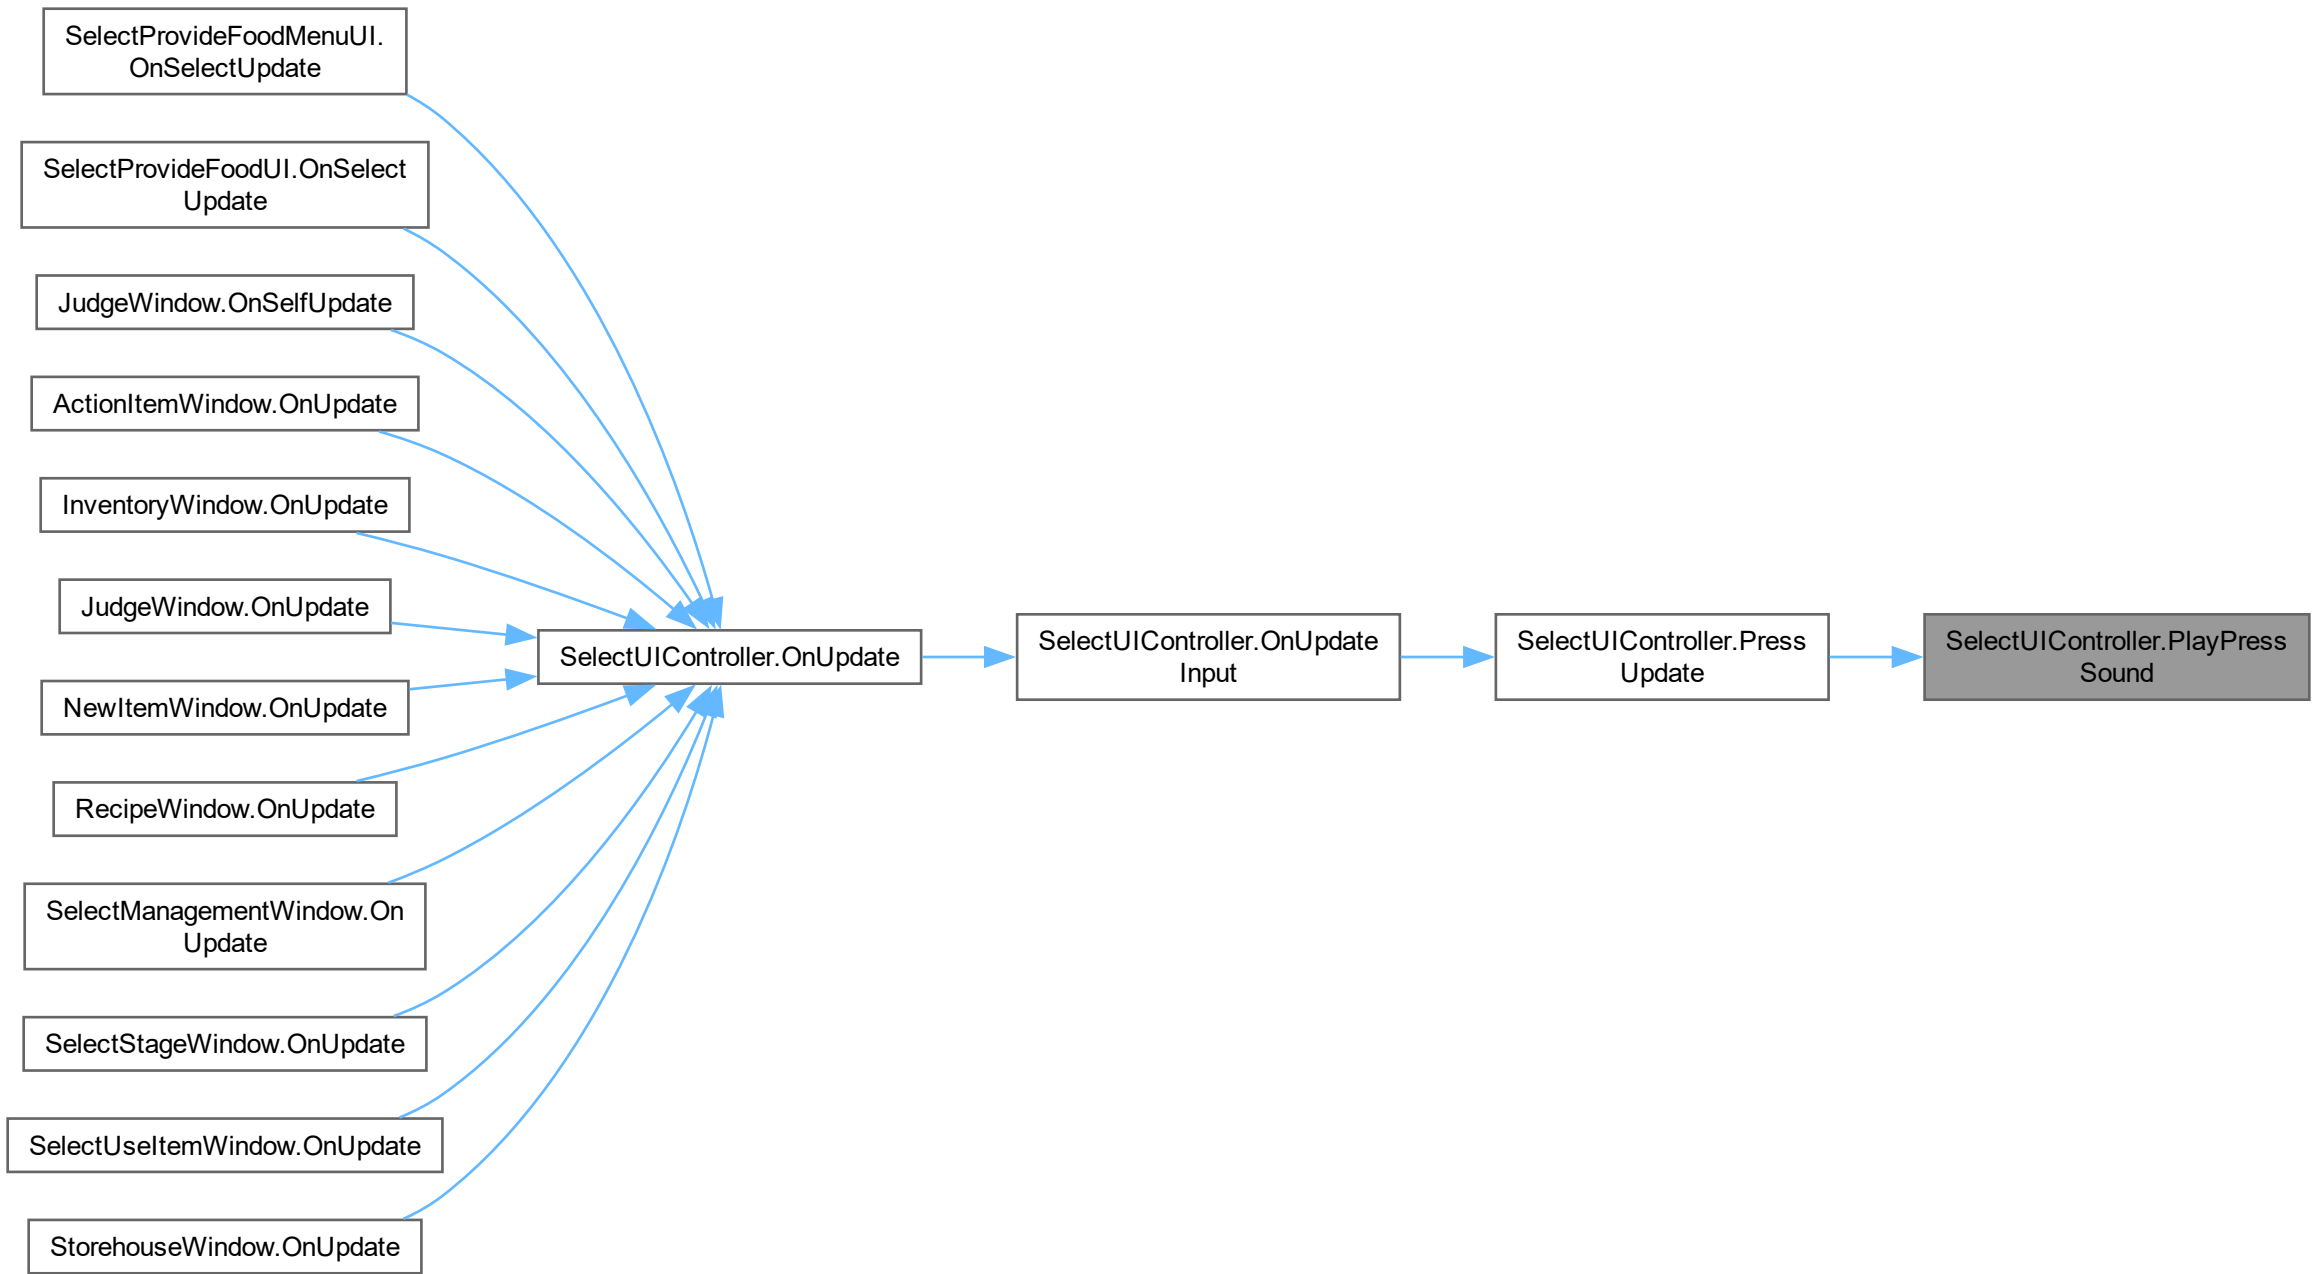 SelectProvideFoodMenuUI.
OnSelectUpdate
SelectProvideFoodUI.OnSelect
Update
JudgeWindow.OnSelfUpdate
ActionItemWindow.OnUpdate
InventoryWindow.OnUpdate
JudgeWindow.OnUpdate
NewItemWindow.OnUpdate
RecipeWindow.OnUpdate
SelectManagementWindow.On
Update
SelectStageWindow.OnUpdate
SelectUseItemWindow.OnUpdate
StorehouseWindow.OnUpdate
SelectUIController.OnUpdate
SelectUIController.OnUpdate
Input
SelectUIController.Press
Update
SelectUIController.PlayPress
Sound